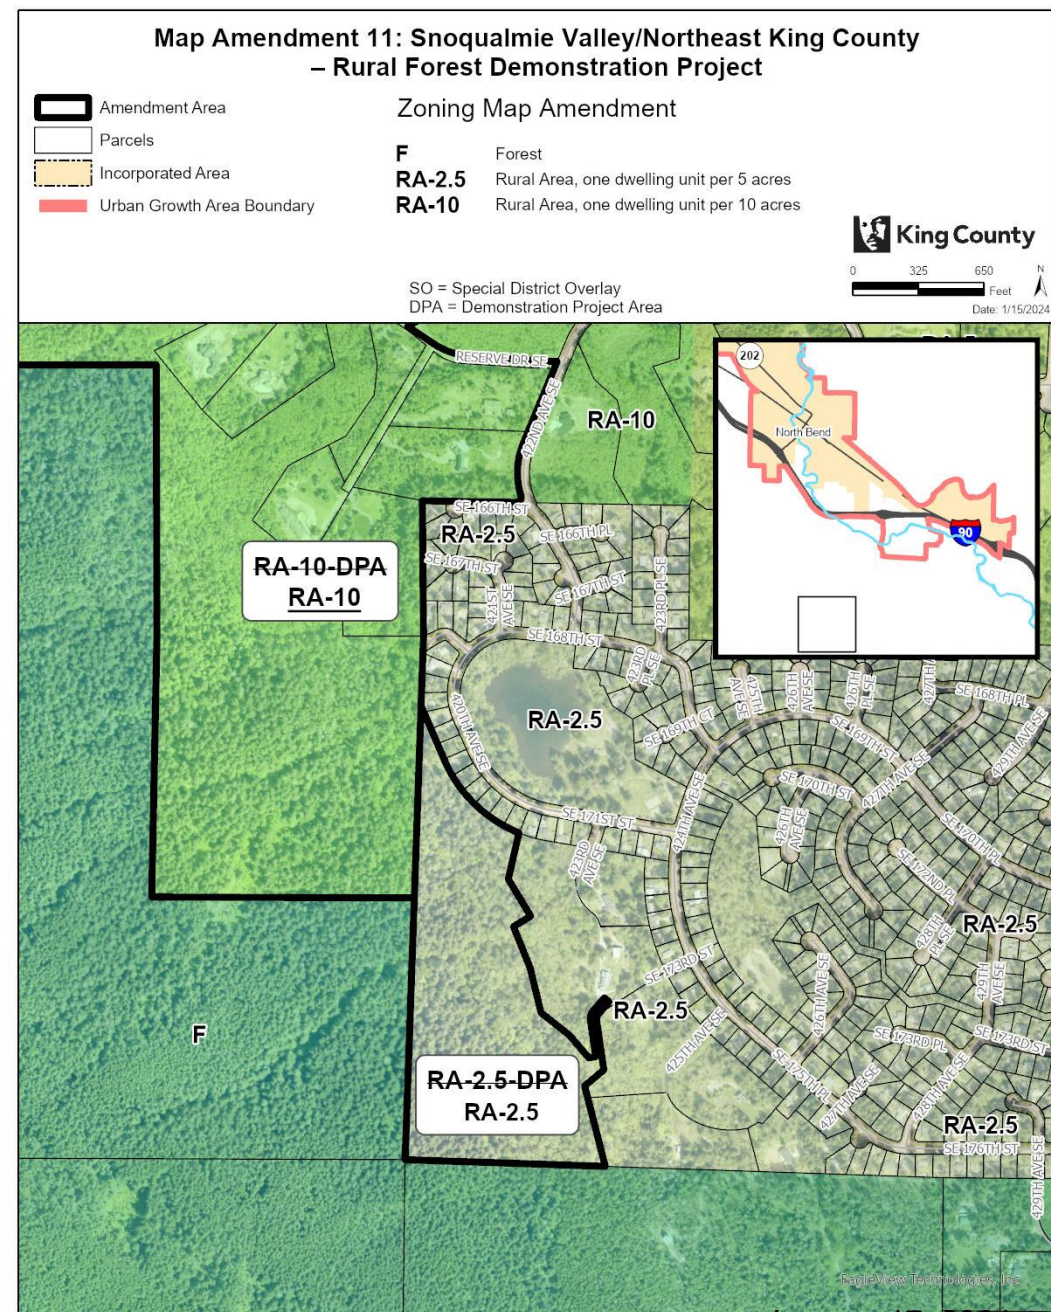 Map Amendment 11: Snoqualmie Valley/Northeast King County
– Rural Forest Demonstration Project
Amendment Area
Parcels
Incorporated Area
Urban Growth Area Boundary
Zoning Map Amendment
F Forest
RA-2.5 Rural Area, one dwelling unit per 5 acres
RA-10 Rural Area, one dwelling unit per 10 acres
SO = Special District Overlay
DPA = Demonstration Project Area
King County
0 325 650
Feet
N
Date: 1/15/2024
RESERVE DR SE
422ND AVE SE
RA-10
202
North Bend
90
SE 166TH ST
RA-2.5
SE 166TH PL
SE 167TH ST
SE 167TH ST
421ST
AVE SE
423RD PL SE
RA-10-DPA
RA-10
SE 168TH ST
423RD
PL SE
420TH AVE SE
RA-2.5
SE 169TH CT
425TH
AVE SE
426TH
AVE SE
426TH
PL SE
427TH AVE SE
SE 168TH PL
SE 169TH ST
429TH AVE SE
SE 170TH ST
427TH AVE SE
426TH
AVE SE
424TH AVE SE
SE 171ST ST
423RD
AVE SE
SE 170TH PL
SE 172ND PL
RA-2.5
428TH
PL SE
429TH
AVE SE
SE 173RD ST
426TH AVE SE
RA-2.5
425TH AVE SE
SE 173RD PL
SE 173RD ST
F
RA-2.5-DPA
RA-2.5
SE 175TH PL
427TH AVE SE
428TH AVE SE
RA-2.5
SE 176TH ST
429TH AVE SE
EagleView Technologies, Inc.